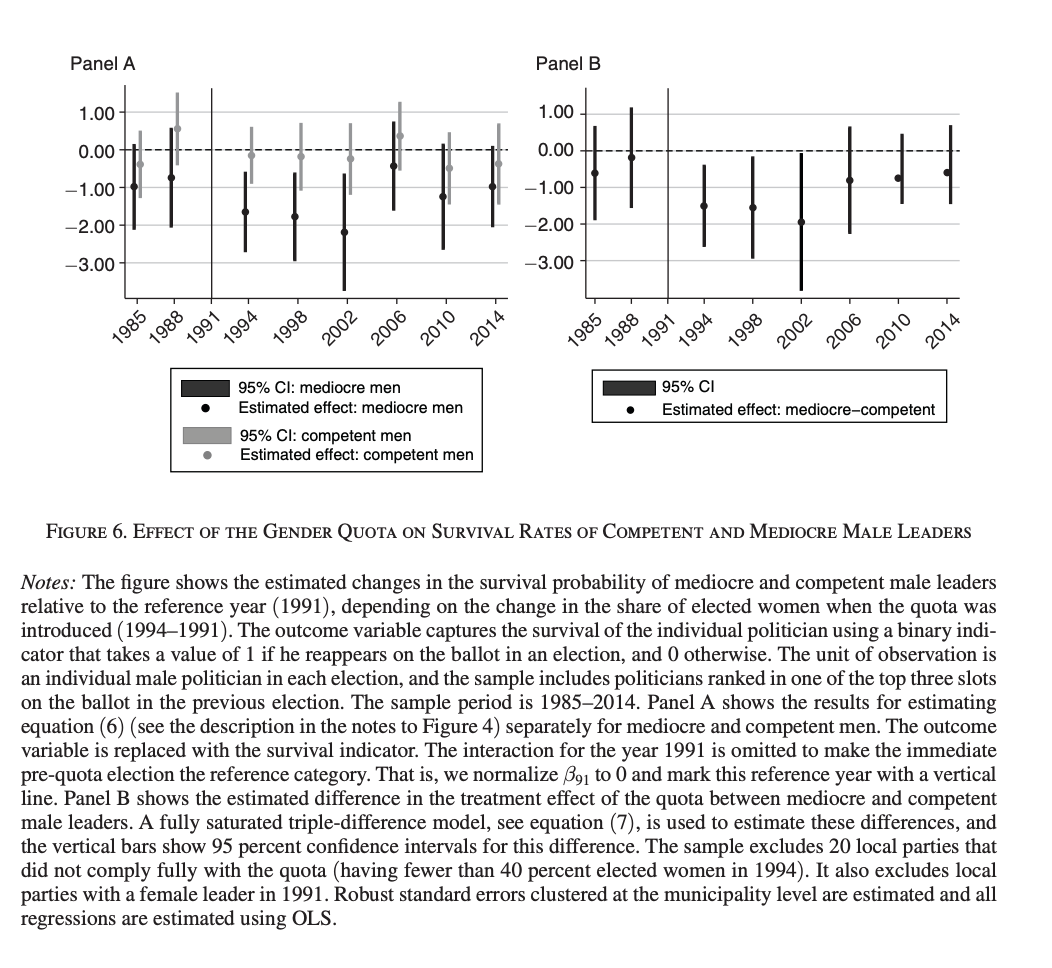 Panel A
1.00
0.00
−1.00
−2.00
−3.00
1985
1988
1991
1994
1998
2002
2006
2010
2014
95% CI: mediocre men
Estimated effect: mediocre men
95% CI: competent men
Estimated effect: competent men
Panel B
1.00
0.00
−1.00
−2.00
−3.00
1985
1988
1991
1994
1998
2002
2006
2010
2014
95% CI
Estimated effect: mediocre−competent
Figure 6. Effect of the Gender Quota on Survival Rates of Competent and Mediocre Male Leaders
Notes: The figure shows the estimated changes in the survival probability of mediocre and competent male leaders
relative to the reference year (1991), depending on the change in the share of elected women when the quota was
introduced (1994–1991). The outcome variable captures the survival of the individual politician using a binary indi-
cator that takes a value of 1 if he reappears on the ballot in an election, and 0 otherwise. The unit of observation is
an individual male politician in each election, and the sample includes politicians ranked in one of the top three slots
on the ballot in the previous election. The sample period is 1985–2014. Panel A shows the results for estimating
equation (6) (see the description in the notes to Figure 4) separately for mediocre and competent men. The outcome
variable is replaced with the survival indicator. The interaction for the year 1991 is omitted to make the immediate
pre-quota election the reference category. That is, we normalize β91 to 0 and mark this reference year with a vertical
line. Panel B shows the estimated difference in the treatment effect of the quota between mediocre and competent
male leaders. A fully saturated triple-difference model, see equation (7), is used to estimate these differences, and
the vertical bars show 95 percent confidence intervals for this difference. The sample excludes 20 local parties that
did not comply fully with the quota (having fewer than 40 percent elected women in 1994). It also excludes local
parties with a female leader in 1991. Robust standard errors clustered at the municipality level are estimated and all
regressions are estimated using OLS.